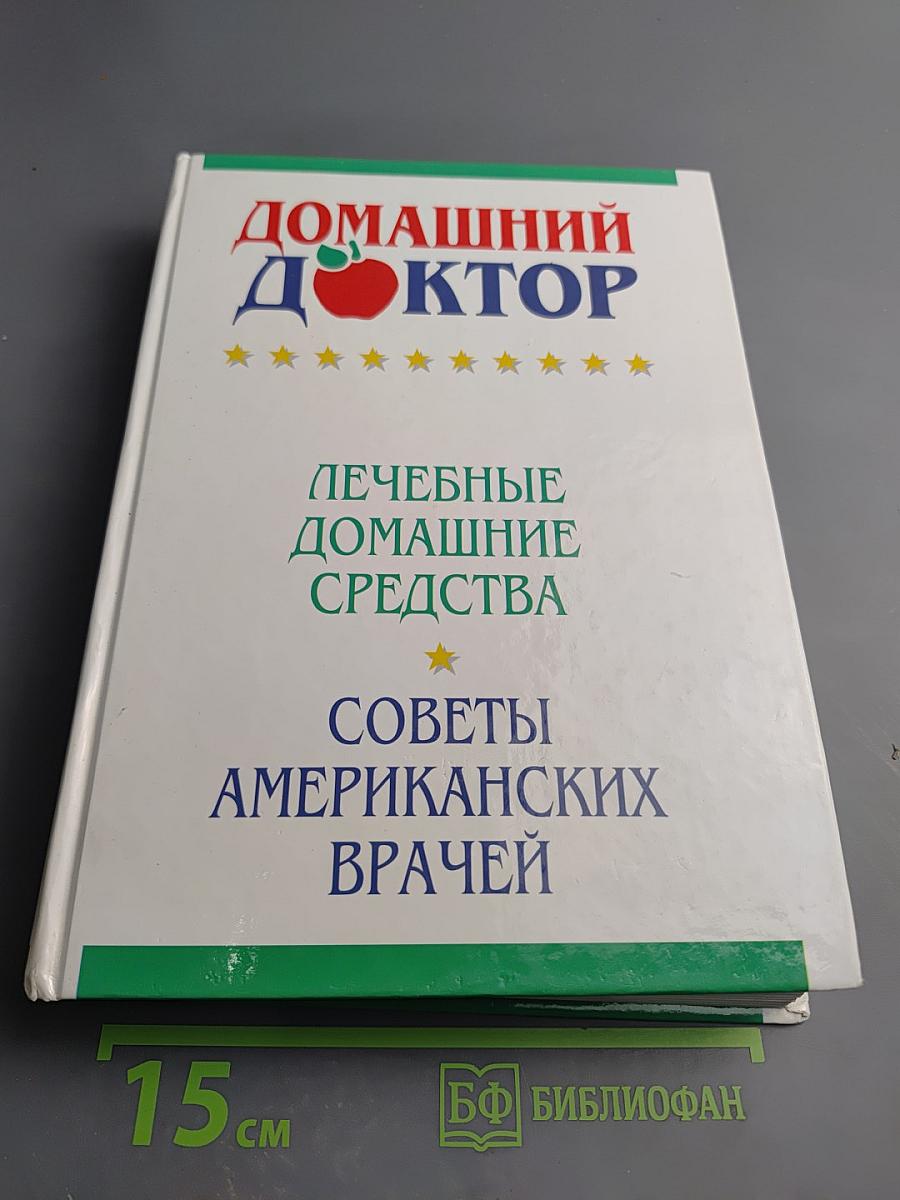 ДОМАШНИЙ
ДОКТОР
ЛЕЧЕБНЫЕ
ДОМАШНИЕ
СРЕДСТВА
СОВЕТЫ
АМЕРИКАНСКИХ
ВРАЧЕЙ
15 см
БФ БИБЛИОФАН